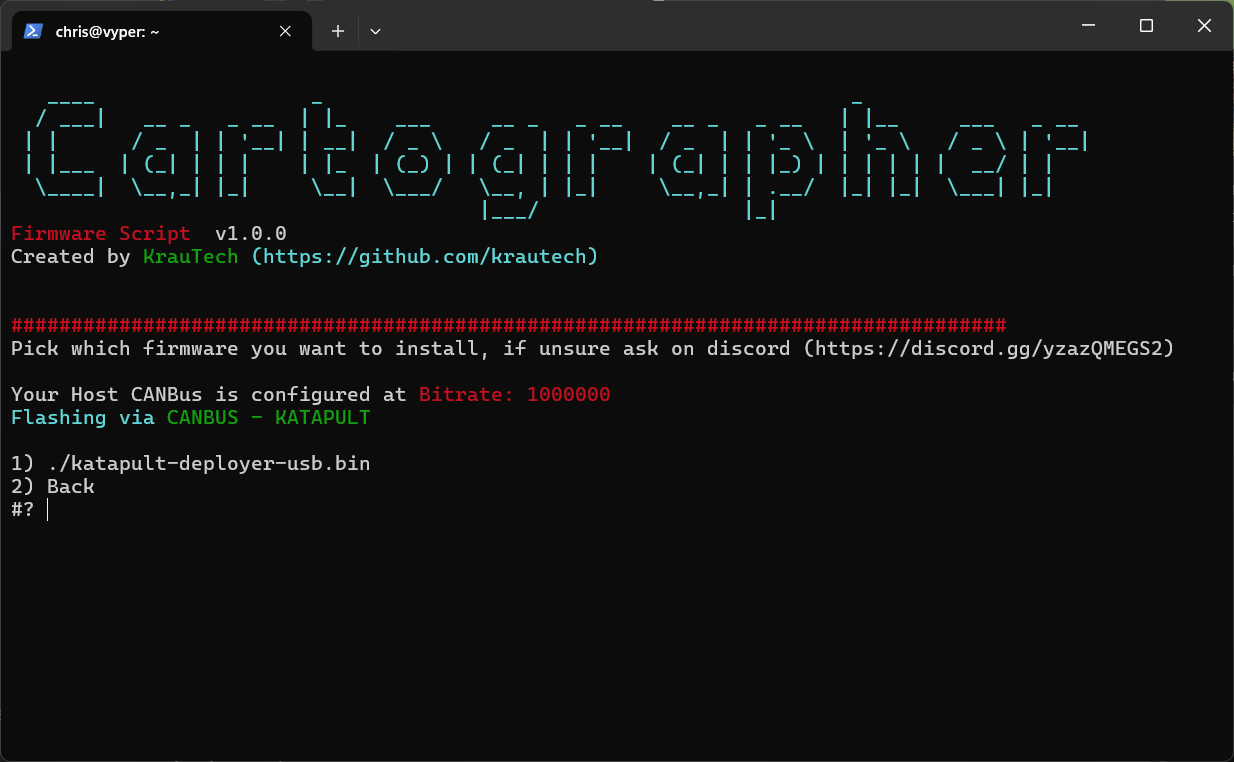 chris@vyper: ~
Cartographer
Firmware Script  v1.0.0
Created by KrauTech (https://github.com/krautech)
###################################################################################
Pick which firmware you want to install, if unsure ask on discord (https://discord.gg/yzazQMEGS2)
Your Host CANBus is configured at Bitrate: 1000000
Flashing via CANBUS - KATAPULT
1) ./katapult-deployer-usb.bin
2) Back
#?